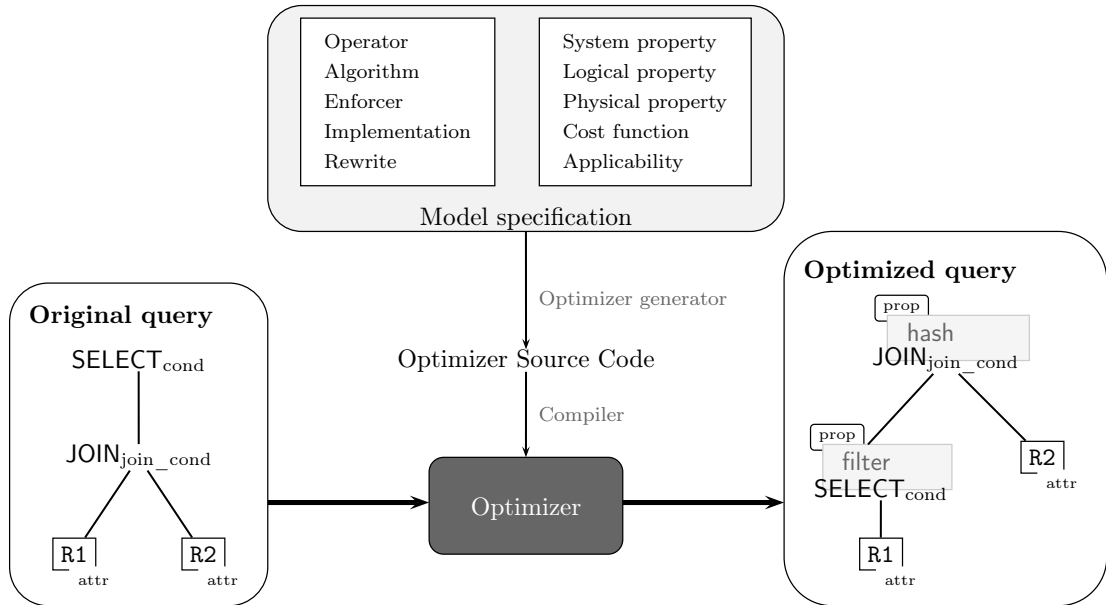 Operator
Algorithm
Enforcer
Implementation
Rewrite
System property
Logical property
Physical property
Cost function
Applicability
Model specification
Optimizer generator
Optimizer Source Code
Compiler
Optimizer
Original query
SELECTcond
JOINjoin_cond
R1
attr
R2
attr
Optimized query
prop
hash
JOINjoin_cond
prop
filter
SELECTcond
R2
attr
R1
attr